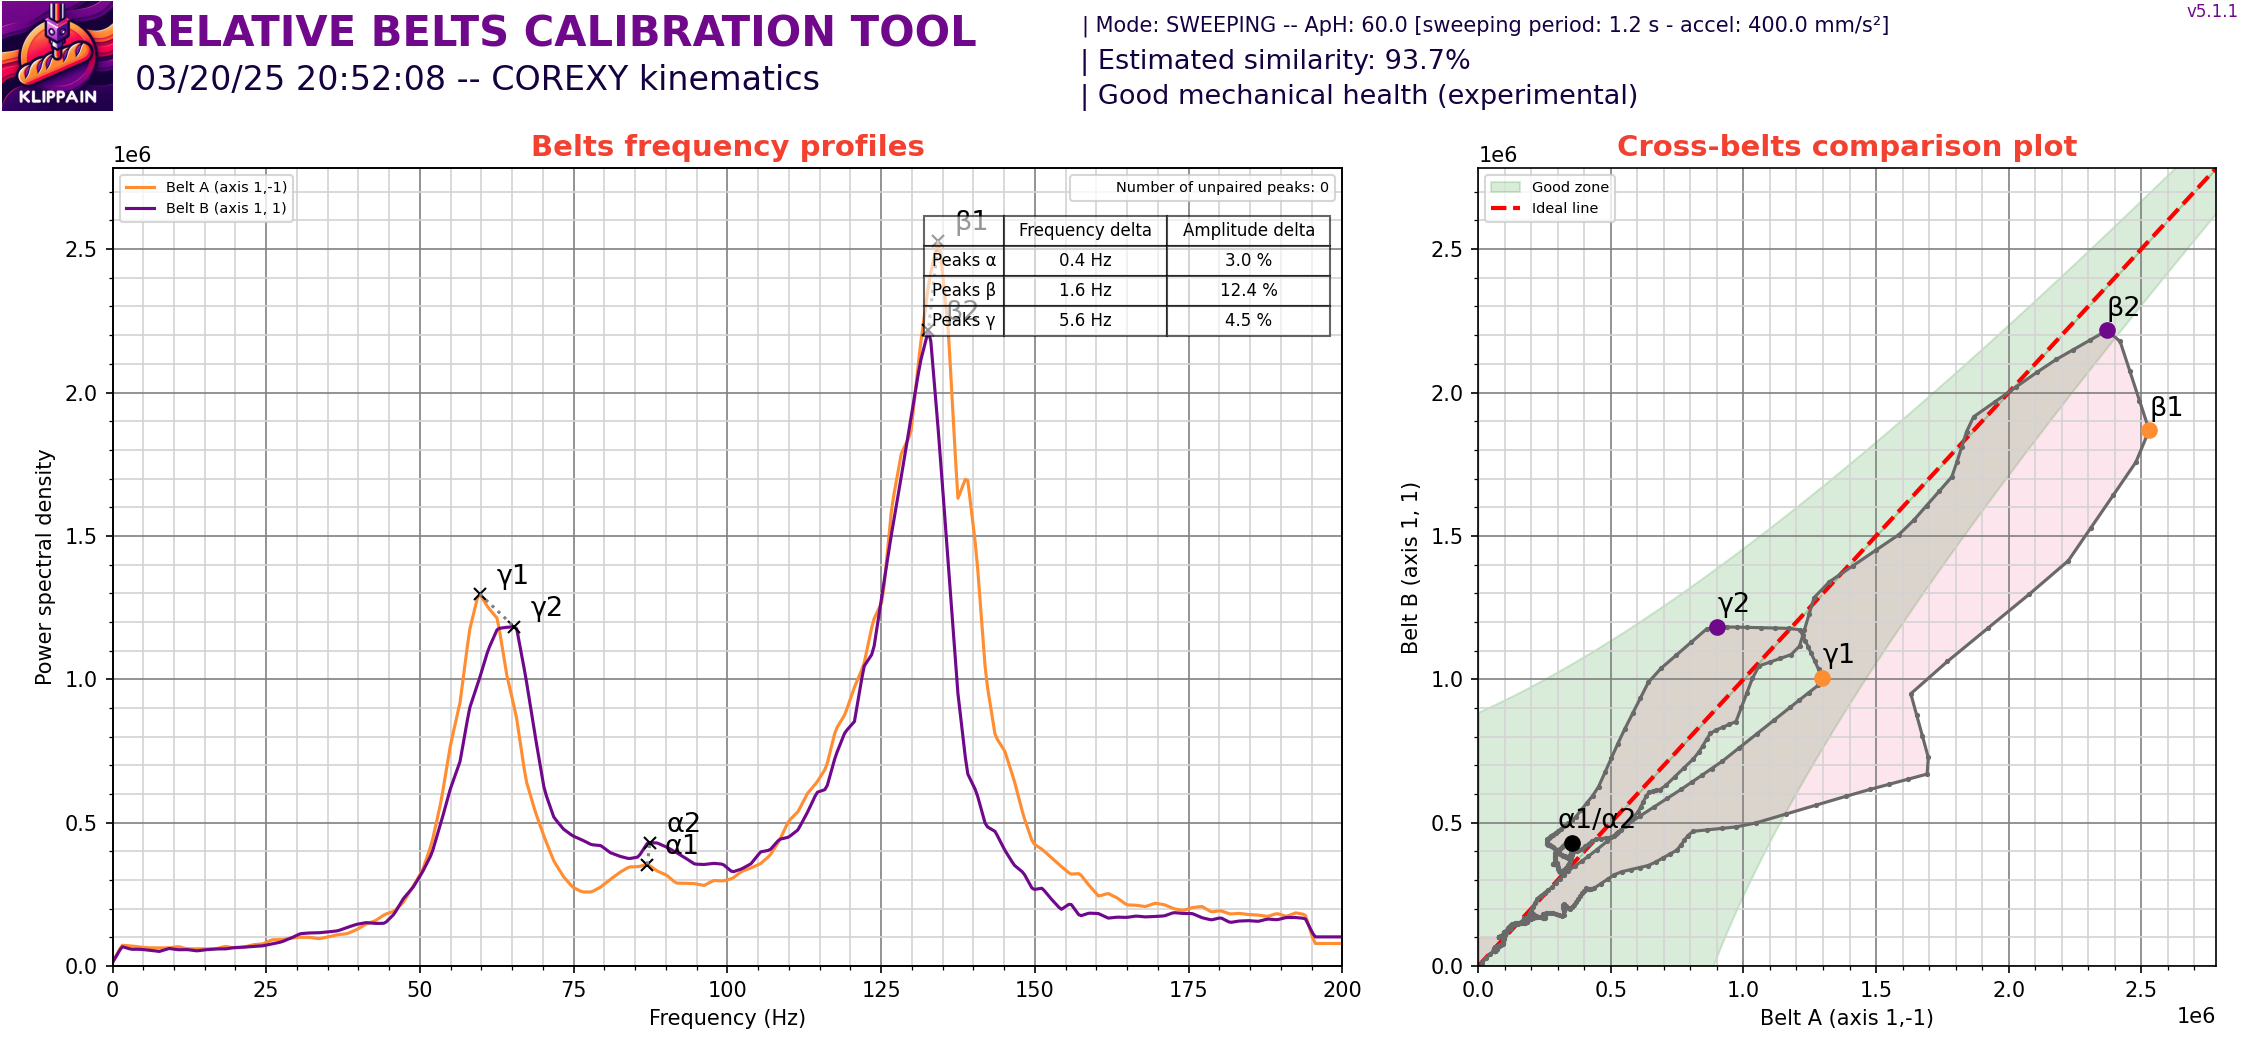 KLIPPAIN
RELATIVE BELTS CALIBRATION TOOL
03/20/25 20:52:08 -- COREXY kinematics
| Mode: SWEEPING -- ApH: 60.0 [sweeping period: 1.2 s - accel: 400.0 mm/s²]
| Estimated similarity: 93.7%
| Good mechanical health (experimental)
v5.1.1
Belts frequency profiles
1e6
Belt A (axis 1,-1)
Belt B (axis 1, 1)
Number of unpaired peaks: 0
Frequency delta Amplitude delta
Peaks α 0.4 Hz 3.0 %
Peaks β 1.6 Hz 12.4 %
Peaks γ 5.6 Hz 4.5 %
β1
β2
γ1
γ2
α2
α1
2.5
2.0
1.5
1.0
0.5
0.0
Power spectral density
0 25 50 75 100 125 150 175 200
Frequency (Hz)
Cross-belts comparison plot
1e6
Good zone
Ideal line
β2
β1
γ2
γ1
α1/α2
2.5
2.0
1.5
1.0
0.5
0.0
Belt B (axis 1, 1)
0.0 0.5 1.0 1.5 2.0 2.5
Belt A (axis 1,-1)
1e6